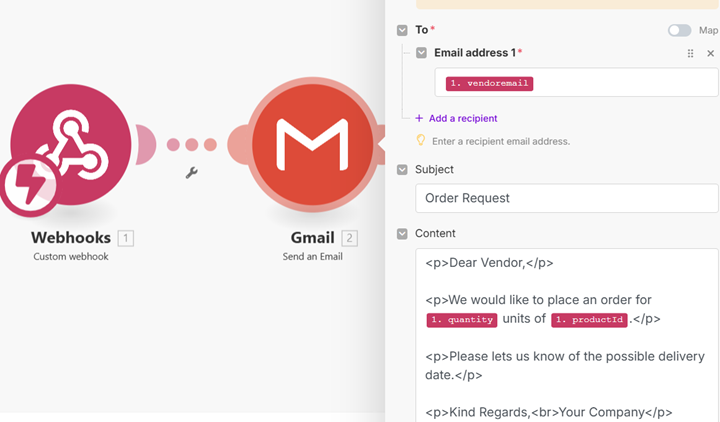 To*
Map
Email address 1*
1. vendoremail
+ Add a recipient
Enter a recipient email address.
Subject
Order Request
Content
<p>Dear Vendor,</p>
<p>We would like to place an order for
1. quantity units of 1. productId .</p>
<p>Please lets us know of the possible delivery
date.</p>
<p>Kind Regards,<br>Your Company</p>
Webhooks 1
Custom webhook
Gmail 2
Send an Email